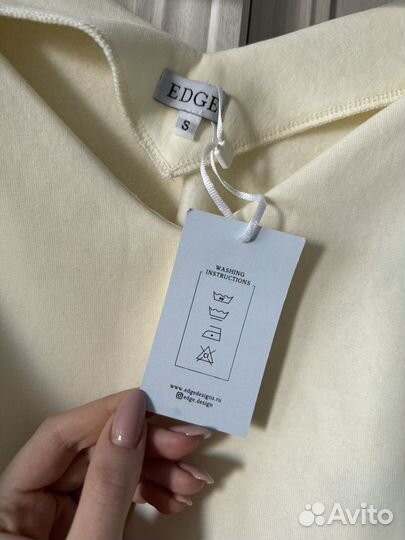 EDGE
S
WASHING
INSTRUCTIONS
www.edgedesigns.ru
edge.design
Avito